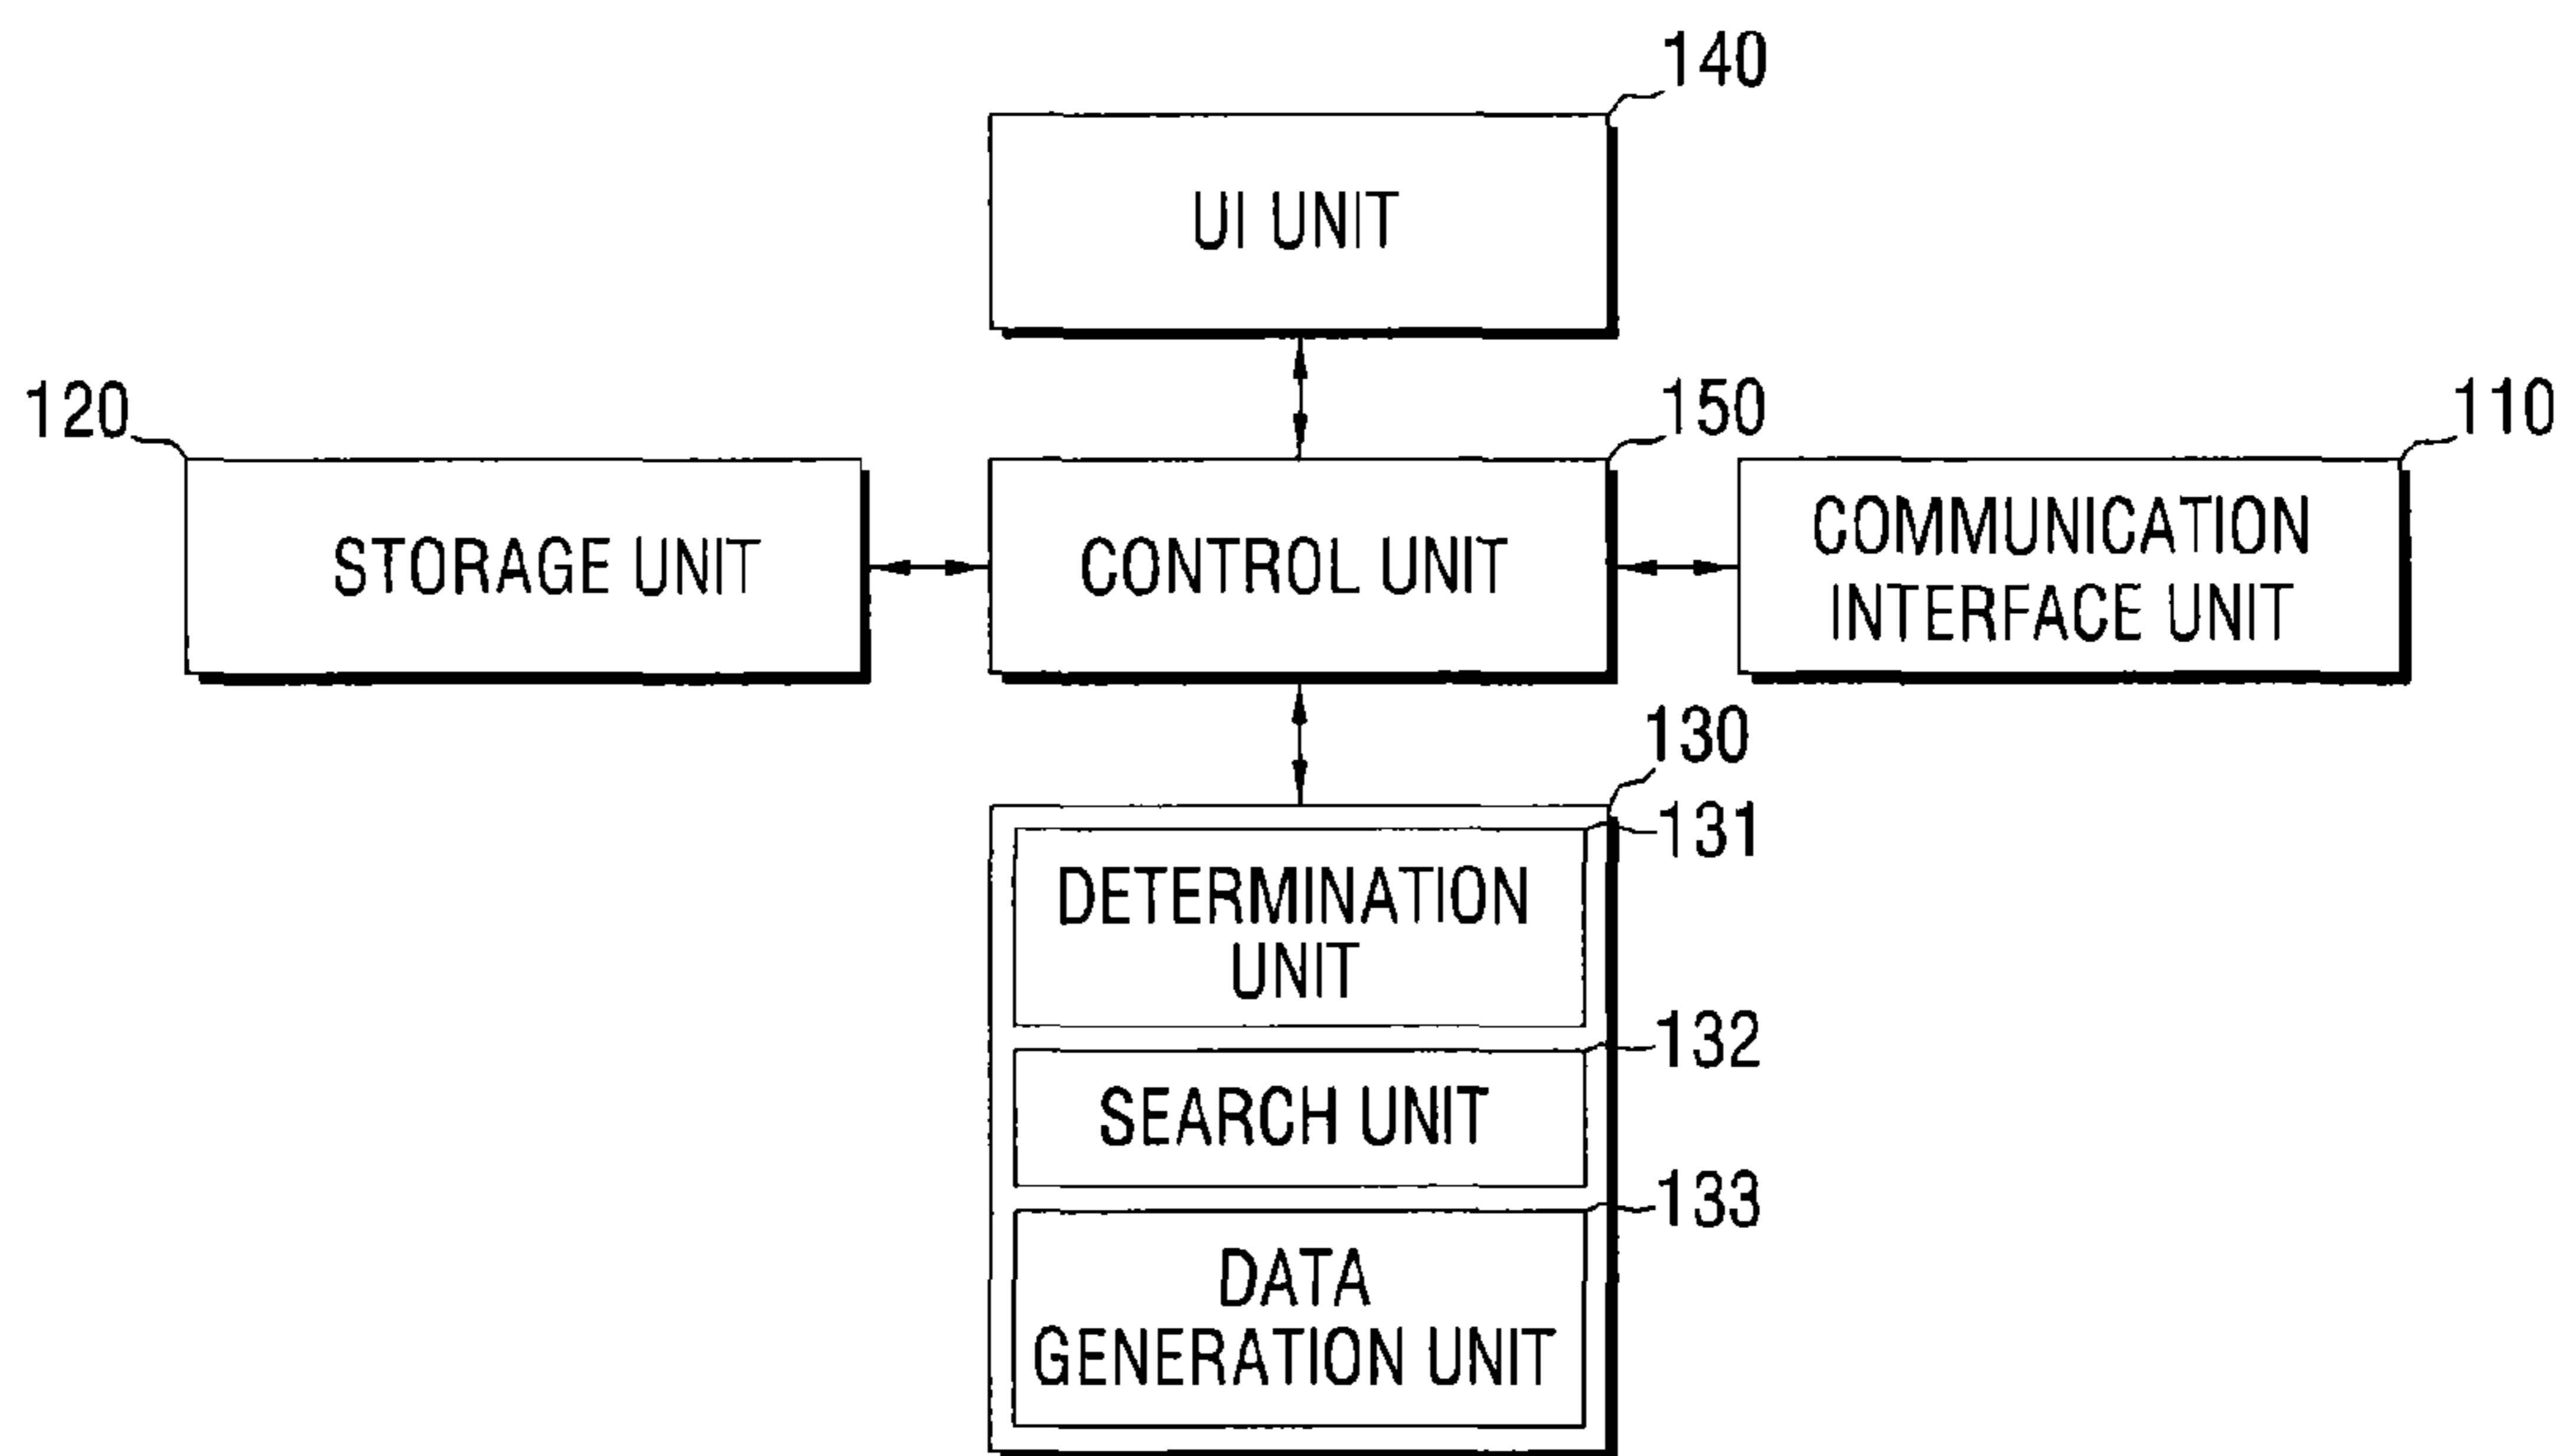 140
UI UNIT
120
150
110
STORAGE UNIT
CONTROL UNIT
COMMUNICATION
INTERFACE UNIT
130
131
DETERMINATION
UNIT
132
SEARCH UNIT
133
DATA
GENERATION UNIT